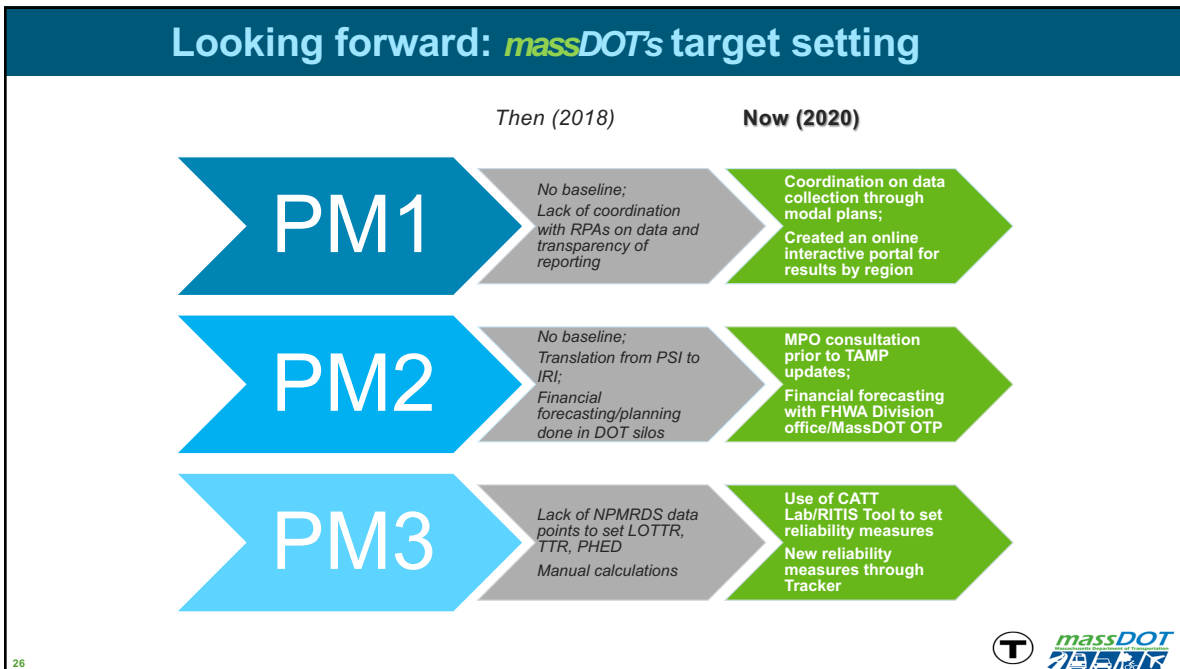 Looking forward: massDOT's target setting
Then (2018)
Now (2020)
PM1
No baseline;
Lack of coordination
with RPAs on data and
transparency of
reporting
Coordination on data
collection through
modal plans;
Created an online
interactive portal for
results by region
PM2
No baseline;
Translation from PSI to
IRI;
Financial
forecasting/planning
done in DOT silos
MPO consultation
prior to TAMP
updates;
Financial forecasting
with FHWA Division
office/MassDOT OTP
PM3
Lack of NPMRDS data
points to set LOTTR,
TTR, PHED
Manual calculations
Use of CATT
Lab/RITIS Tool to set
reliability measures
New reliability
measures through
Tracker
26
T
massDOT
Massachusetts Department of Transportation